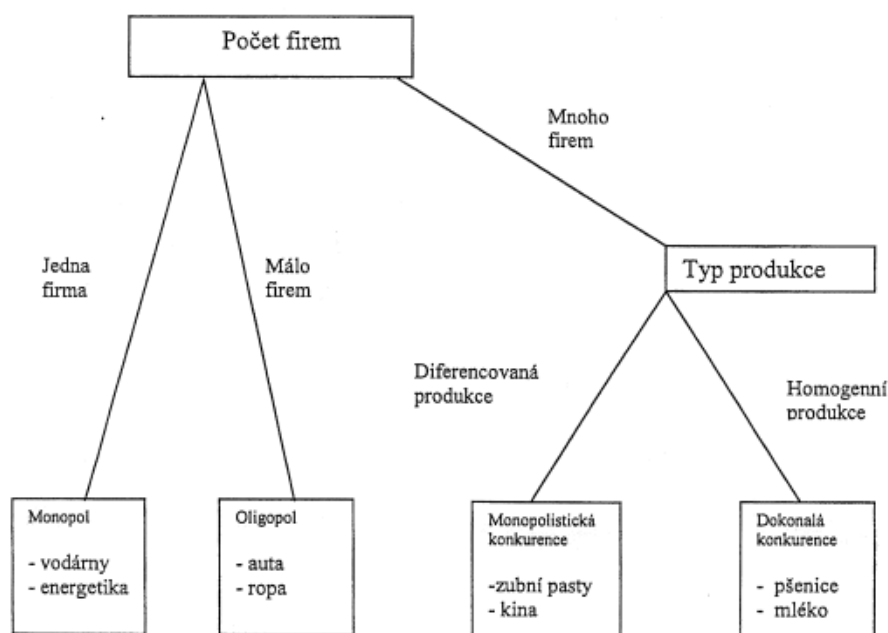 Počet firem
Mnoho
firem
Jedna
firma
Málo
firem
Typ produkce
Diferencovaná
produkce
Homogenní
produkce
Monopol
- vodárny
- energetika
Oligopol
- auta
- ropa
Monopolistická
konkurence
-zubní pasty
- kina
Dokonalá
konkurence
- pšenice
- mléko